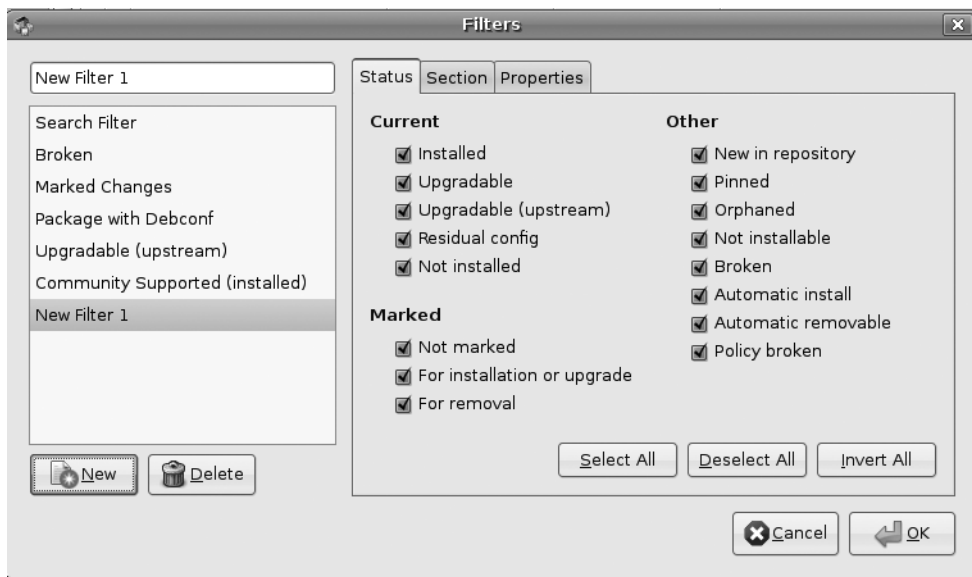 Filters
New Filter 1
Search Filter
Broken
Marked Changes
Package with Debconf
Upgradable (upstream)
Community Supported (installed)
New Filter 1
New
Delete
Status
Section
Properties
Current
Installed
Upgradable
Upgradable (upstream)
Residual config
Not installed
Marked
Not marked
For installation or upgrade
For removal
Other
New in repository
Pinned
Orphaned
Not installable
Broken
Automatic install
Automatic removable
Policy broken
Select All
Deselect All
Invert All
Cancel
OK